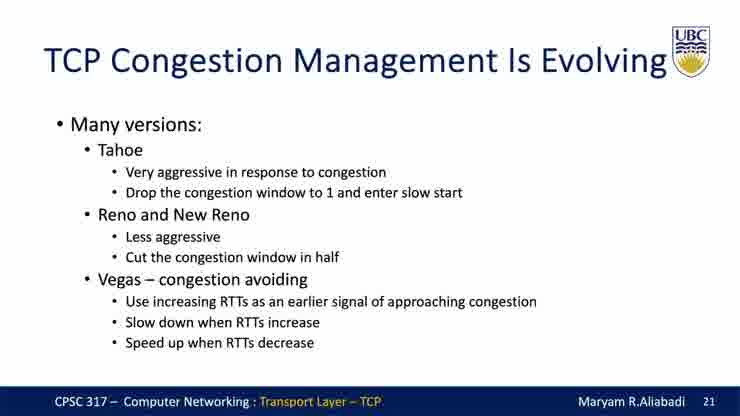 TCP Congestion Management Is Evolving
UBC
• Many versions:
• Tahoe
• Very aggressive in response to congestion
• Drop the congestion window to 1 and enter slow start
• Reno and New Reno
• Less aggressive
• Cut the congestion window in half
• Vegas – congestion avoiding
• Use increasing RTTs as an earlier signal of approaching congestion
• Slow down when RTTs increase
• Speed up when RTTs decrease
CPSC 317 – Computer Networking : Transport Layer – TCP
Maryam R.Aliabadi 21